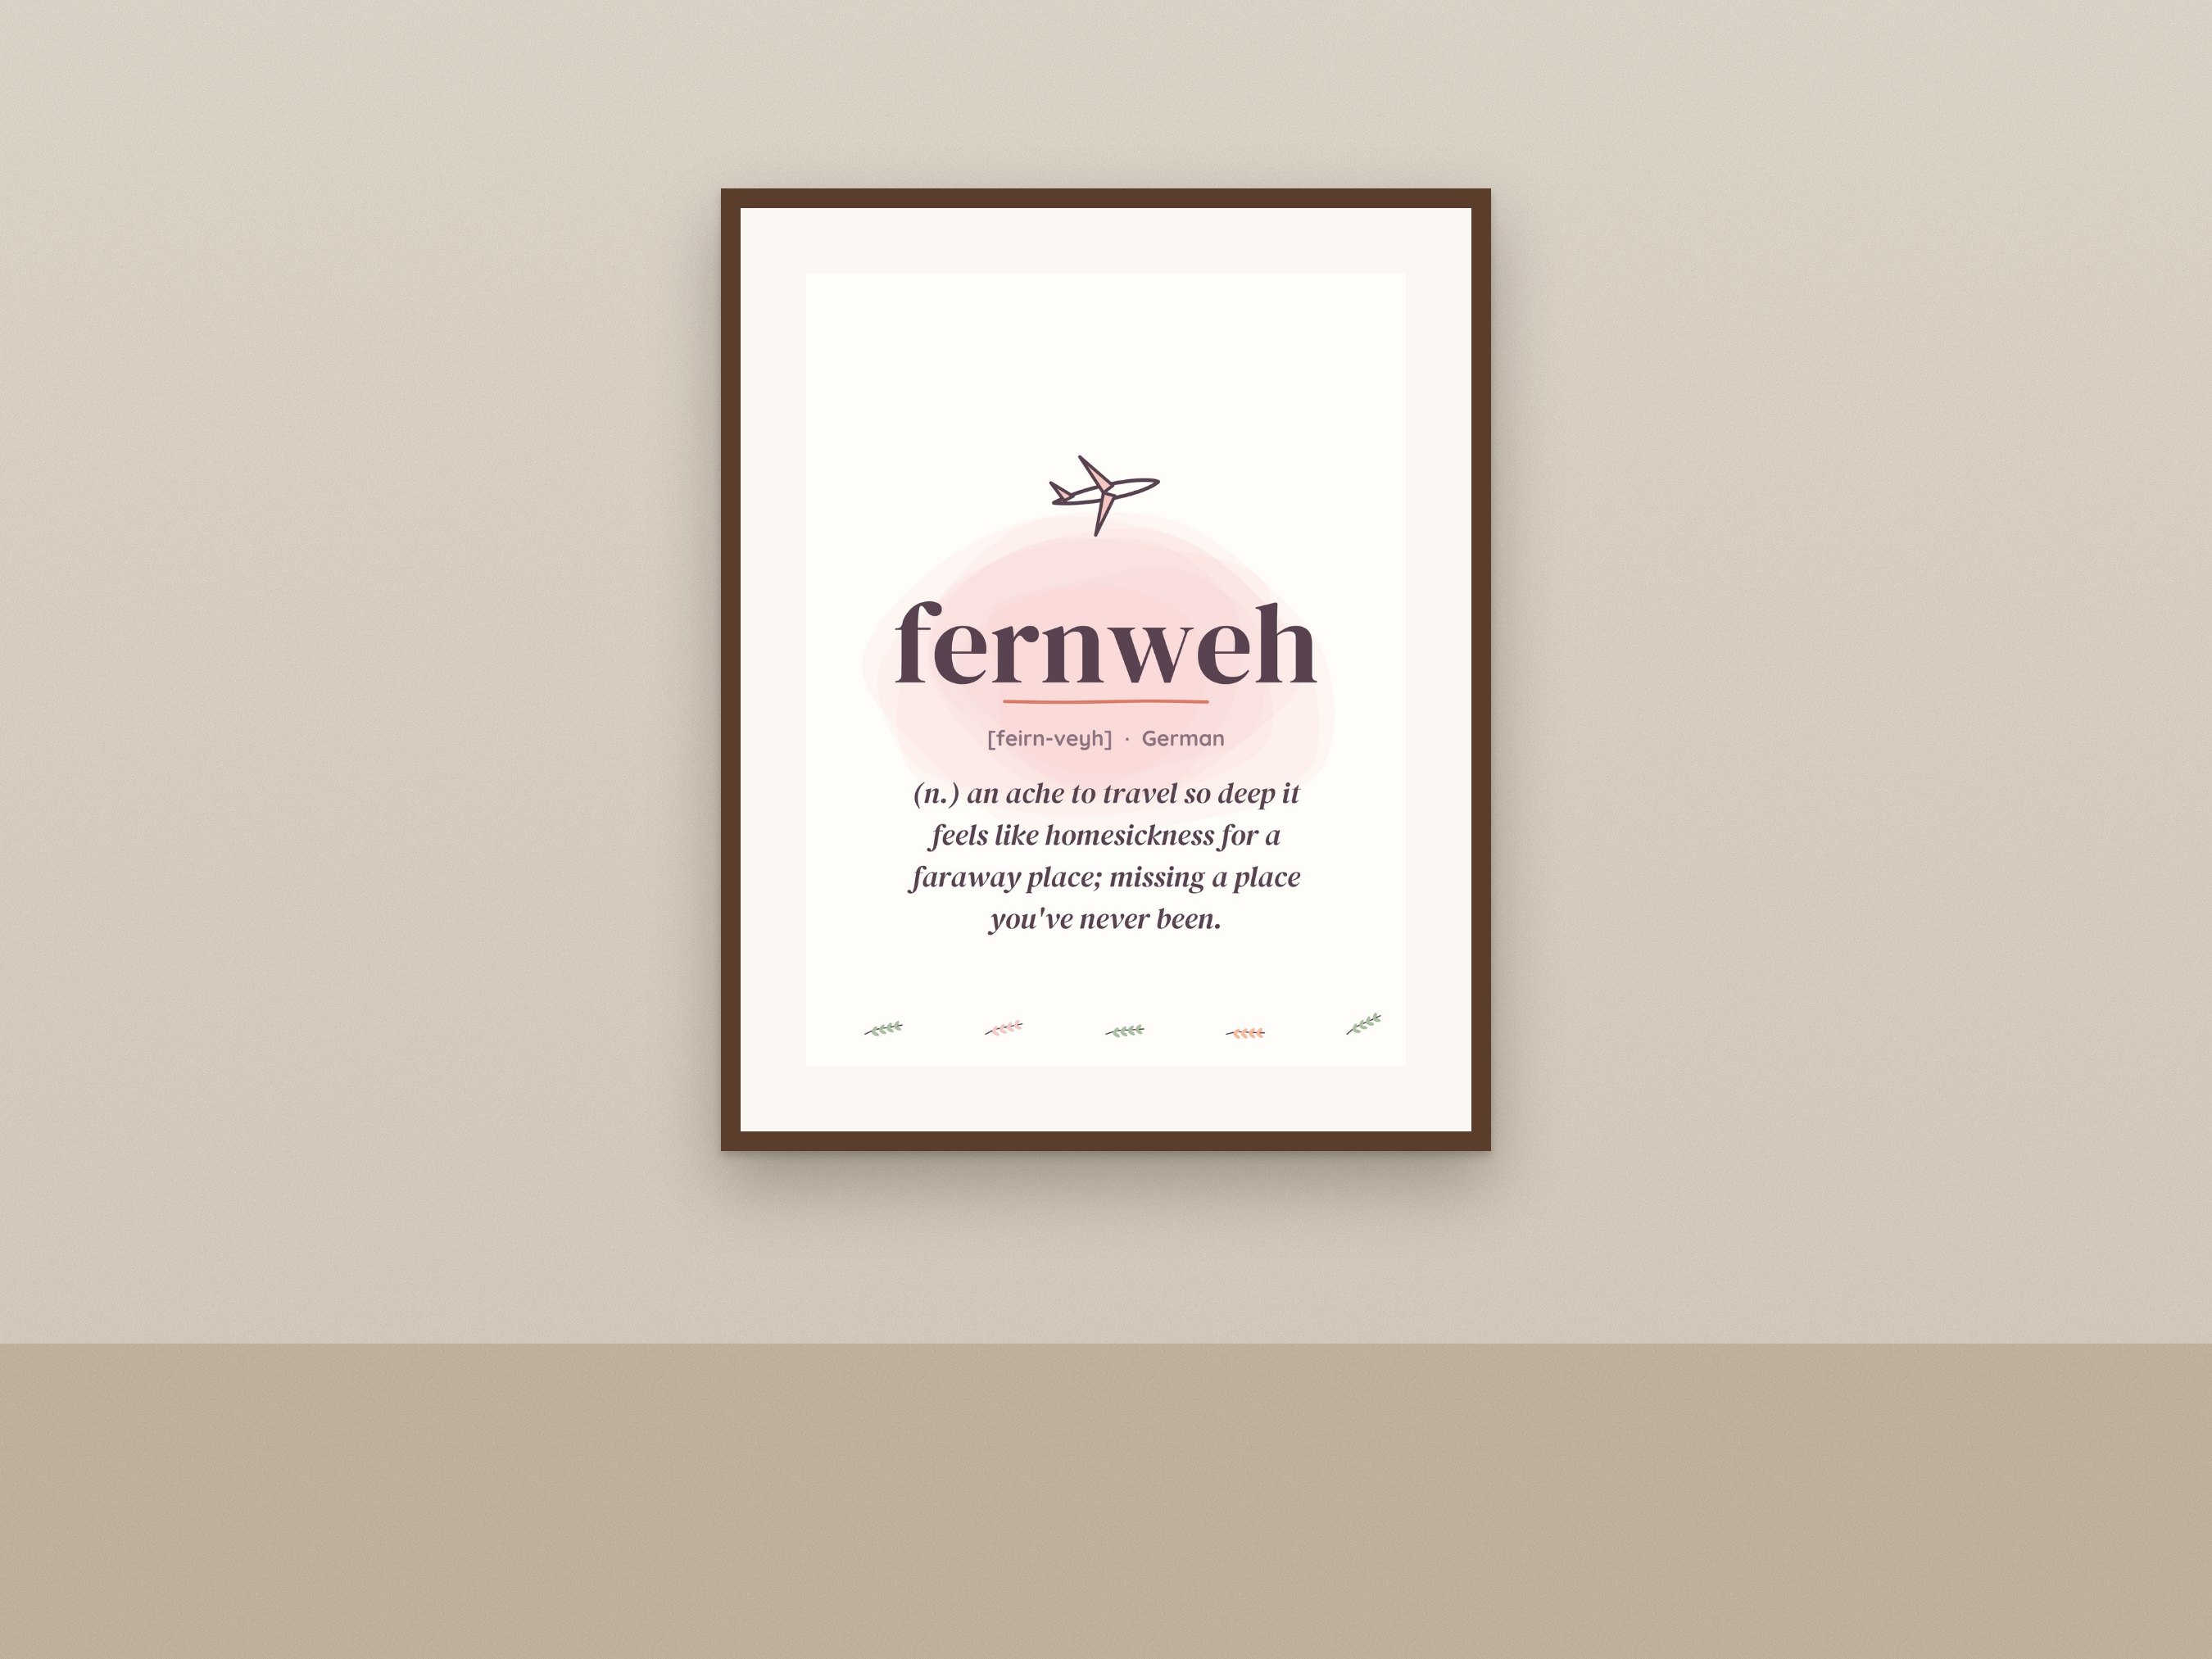 fernweh
[feirn-veyh] · German
(n.) an ache to travel so deep it
feels like homesickness for a
faraway place; missing a place
you've never been.